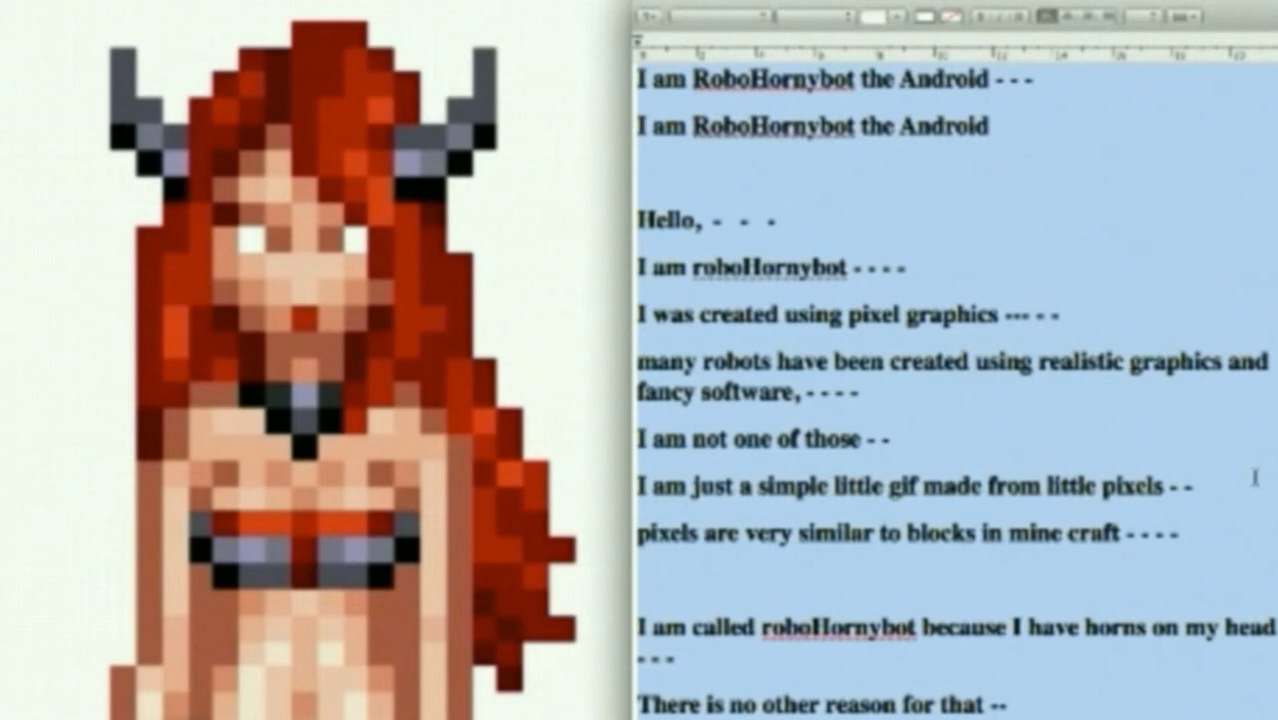 I am RoboHornybot the Android - - -
I am RoboHornybot the Android
Hello, - - -
I am roboHornybot - - - -
I was created using pixel graphics --- - -
many robots have been created using realistic graphics and
fancy software, - - - -
I am not one of those - -
I am just a simple little gif made from little pixels - -
pixels are very similar to blocks in mine craft - - - -
I am called roboHornybot because I have horns on my head
- - -
There is no other reason for that --